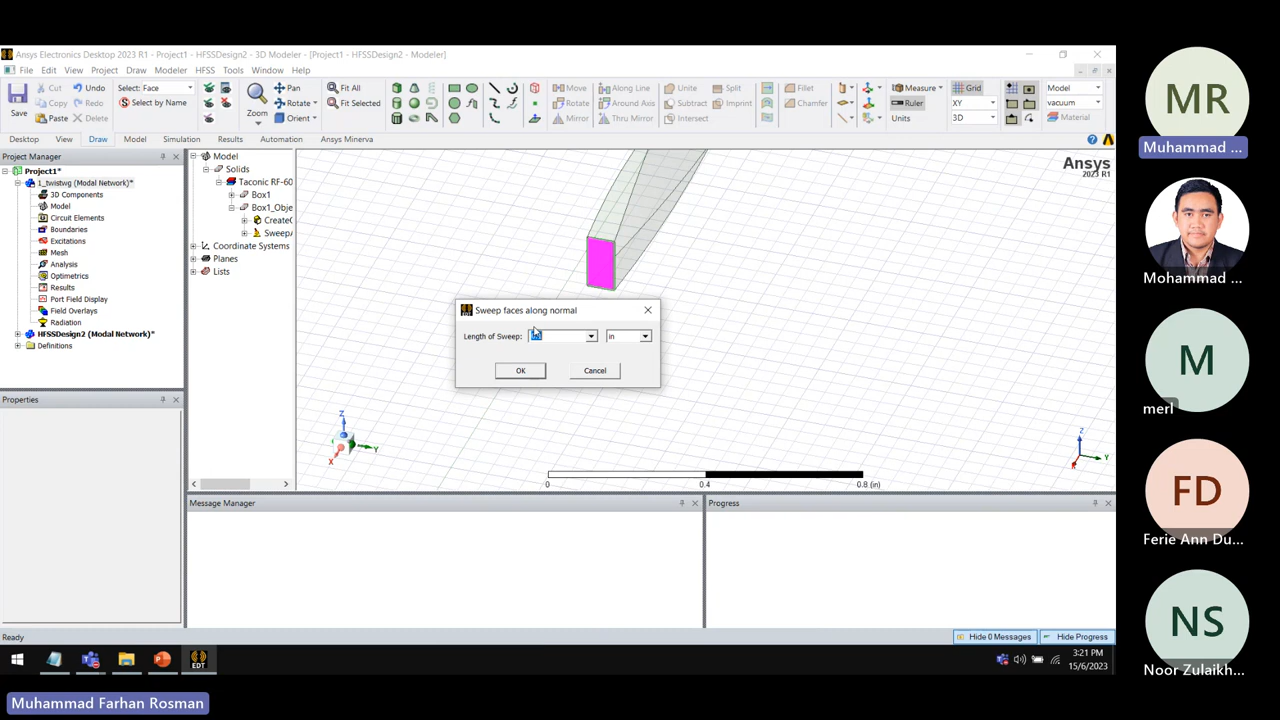 Ansys Electronics Desktop 2023 R1 - Project1 - HFSSDesign2 - 3D Modeler - [Project1 - HFSSDesign2 - Modeler]
File Edit View Project Draw Modeler HFSS Tools Window Help
Save
Cut Undo
Copy Redo
Paste Delete
Select: Face
Select by Name
Zoom
Pan
Rotate
Orient
Fit All
Fit Selected
Move Along Line
Rotate Around Axis
Mirror Thru Mirror
Unite Split
Subtract Imprint
Intersect
Fillet
Chamfer
Measure
Ruler
Units
Grid
XY
3D
Model
vacuum
Material
Desktop View Draw Model Simulation Results Automation Ansys Minerva
Project Manager
Project1*
1_twistwg (Modal Network)*
3D Components
Model
Circuit Elements
Boundaries
Excitations
Mesh
Analysis
Optimetrics
Results
Port Field Display
Field Overlays
Radiation
HFSSDesign2 (Modal Network)*
Definitions
Model
Solids
Taconic RF-60
Box1
Box1_Obje
Create
Sweep
Coordinate Systems
Planes
Lists
Ansys
2023 R1
Sweep faces along normal
Length of Sweep:
in
OK Cancel
Z
Y
X
Z
Y
0 0.4 0.8 (in)
Properties
Message Manager
Progress
Ready
Hide 0 Messages Hide Progress
EDT
3:21 PM
15/6/2023
MR
Muhammad ...
Mohammad ...
M
merl
FD
Ferie Ann Du...
NS
Noor Zulaikh...
Muhammad Farhan Rosman